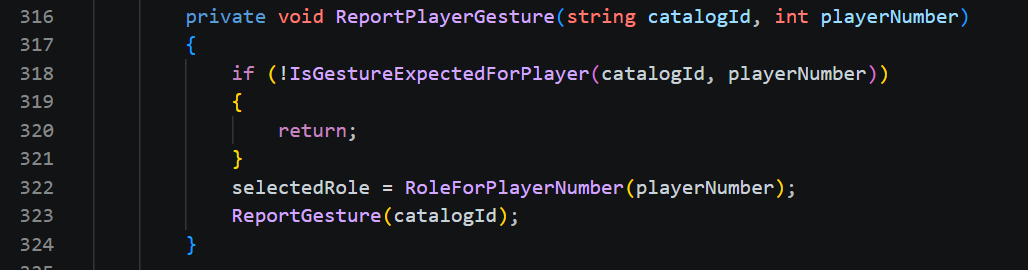 316 private void ReportPlayerGesture(string catalogId, int playerNumber)
317 {
318 if (!IsGestureExpectedForPlayer(catalogId, playerNumber))
319 {
320 return;
321 }
322 selectedRole = RoleForPlayerNumber(playerNumber);
323 ReportGesture(catalogId);
324 }